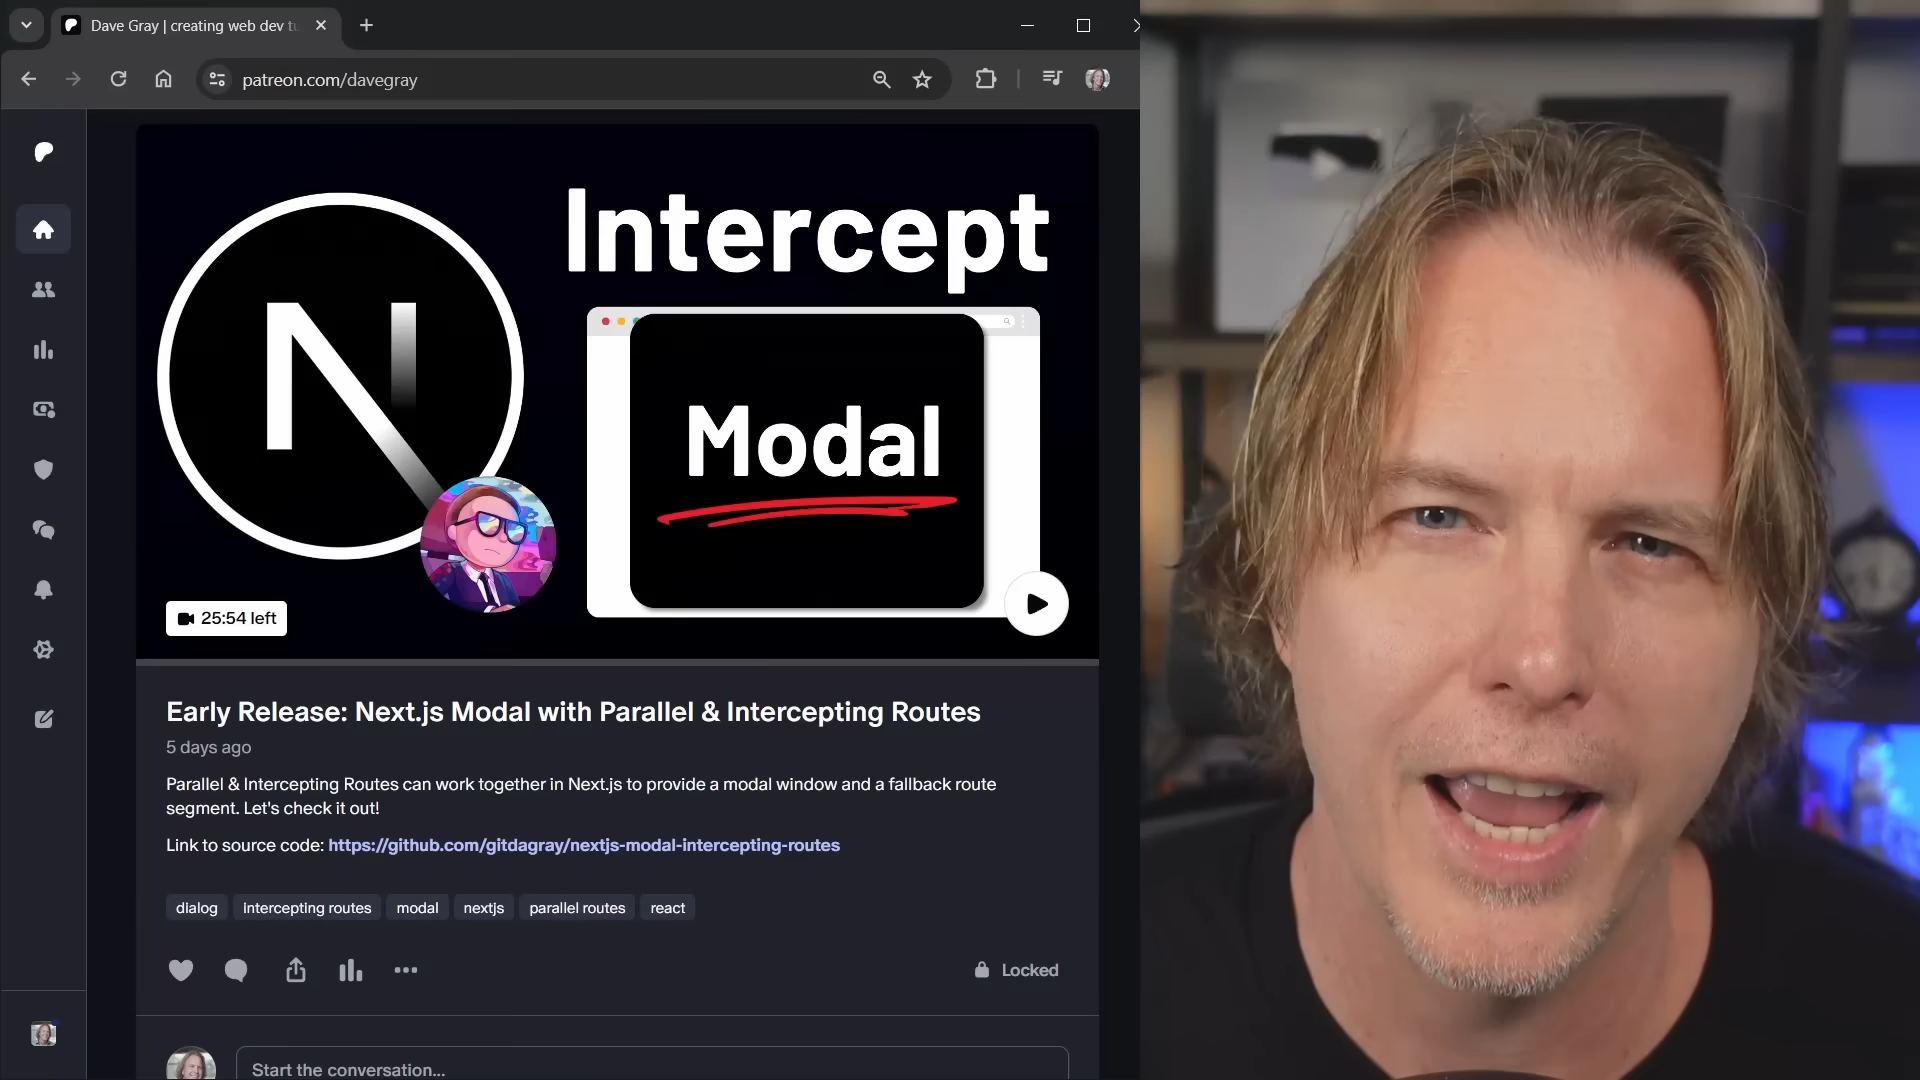 Dave Gray | creating web dev tu
patreon.com/davegray
Intercept
Modal
25:54 left
Early Release: Next.js Modal with Parallel & Intercepting Routes
5 days ago
Parallel & Intercepting Routes can work together in Next.js to provide a modal window and a fallback route
segment. Let's check it out!
Link to source code: https://github.com/gitdagray/nextjs-modal-intercepting-routes
dialog
intercepting routes
modal
nextjs
parallel routes
react
Locked
Start the conversation...